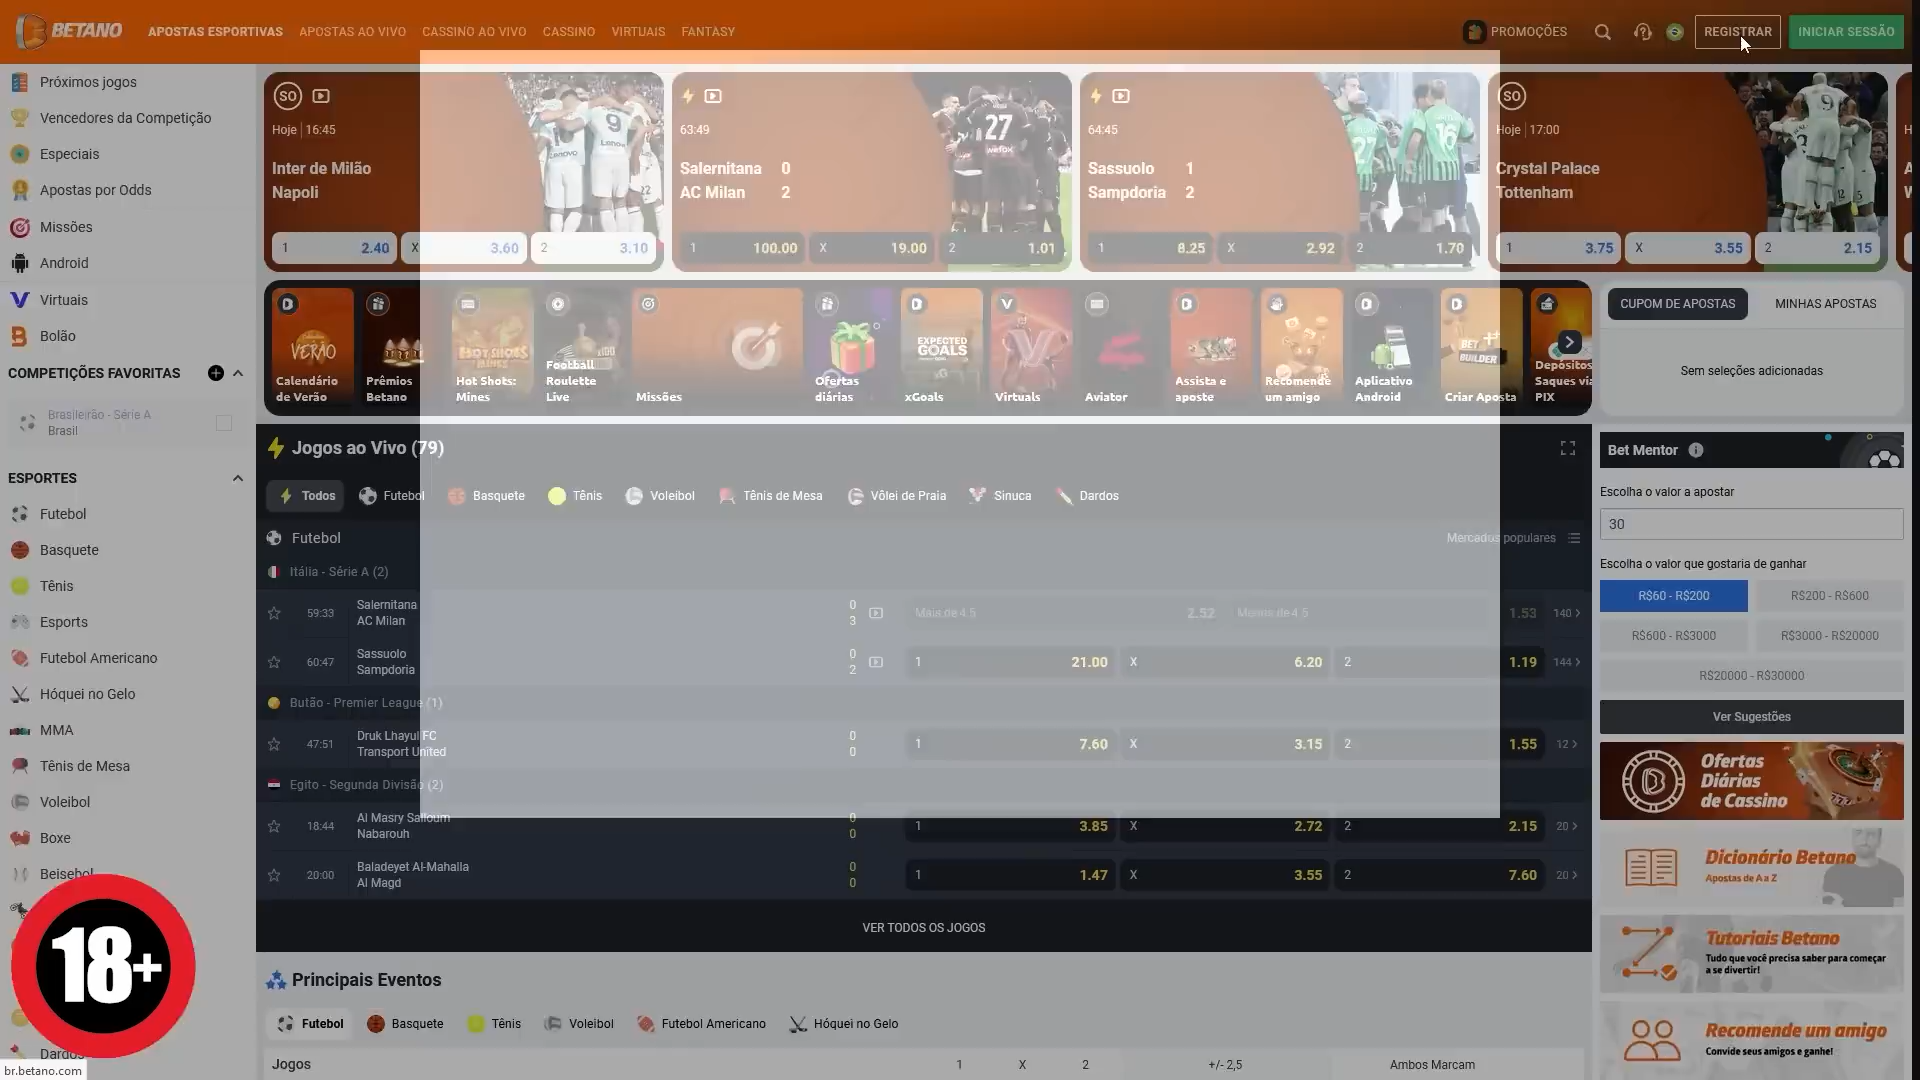 BETANO
APOSTAS ESPORTIVAS
APOSTAS AO VIVO
CASSINO AO VIVO
CASSINO
VIRTUAIS
FANTASY
PROMOÇÕES
REGISTRAR
INICIAR SESSÃO
Próximos jogos
Vencedores da Competição
Especiais
Apostas por Odds
Missões
Android
Virtuais
Bolão
COMPETIÇÕES FAVORITAS
Brasileirão - Série A
Brasil
ESPORTES
Futebol
Basquete
Tênis
Esports
Futebol Americano
Hóquei no Gelo
MMA
Tênis de Mesa
Voleibol
Boxe
Beisebol
Dardos
18+
br.betano.com
SO
Hoje | 16:45
Inter de Milão
Napoli
1 2.40 X 3.60 2 3.10
63:49
Salernitana 0
AC Milan 2
1 100.00 X 19.00 2 1.01
64:45
Sassuolo 1
Sampdoria 2
1 8.25 X 2.92 2 1.70
SO
Hoje | 17:00
Crystal Palace
Tottenham
1 3.75 X 3.55 2 2.15
VERÃO
Calendário
de Verão
Prêmios
Betano
HOT SHOTS
MINES
Hot Shots:
Mines
X100
Football
Roulette
Live
Missões
Ofertas
diárias
EXPECTED
GOALS
xGoals
Virtuals
Aviator
Assista e
aposte
Recomende
um amigo
Aplicativo
Android
BET
BUILDER
Criar Aposta
Depósitos
Saques via
PIX
Jogos ao Vivo (79)
Todos
Futebol
Basquete
Tênis
Voleibol
Tênis de Mesa
Vôlei de Praia
Sinuca
Dardos
Futebol
Mercados populares
Itália - Série A (2)
59:33
Salernitana 0
AC Milan 3
Mais de 4.5 2.52 Menos de 4.5 1.53 140
60:47
Sassuolo 0
Sampdoria 2
1 21.00 X 6.20 2 1.19 144
Butão - Premier League (1)
47:51
Druk Lhayul FC 0
Transport United 0
1 7.60 X 3.15 2 1.55 12
Egito - Segunda Divisão (2)
18:44
Al Masry Salloum 0
Nabarouh 0
1 3.85 X 2.72 2 2.15 20
20:00
Baladeyet Al-Mahalla 0
Al Magd 0
1 1.47 X 3.55 2 7.60 20
VER TODOS OS JOGOS
Principais Eventos
Futebol
Basquete
Tênis
Voleibol
Futebol Americano
Hóquei no Gelo
Jogos 1 X 2 +/- 2,5 Ambos Marcam
CUPOM DE APOSTAS
MINHAS APOSTAS
Sem seleções adicionadas
Bet Mentor
Escolha o valor a apostar
30
Escolha o valor que gostaria de ganhar
R$60 - R$200
R$200 - R$600
R$600 - R$3000
R$3000 - R$20000
R$20000 - R$30000
Ver Sugestões
Ofertas
Diárias
de Cassino
Dicionário Betano
Apostas de A a Z
Tutoriais Betano
Tudo que você precisa saber para começar
a se divertir!
Recomende um amigo
Convide seus amigos e ganhe!